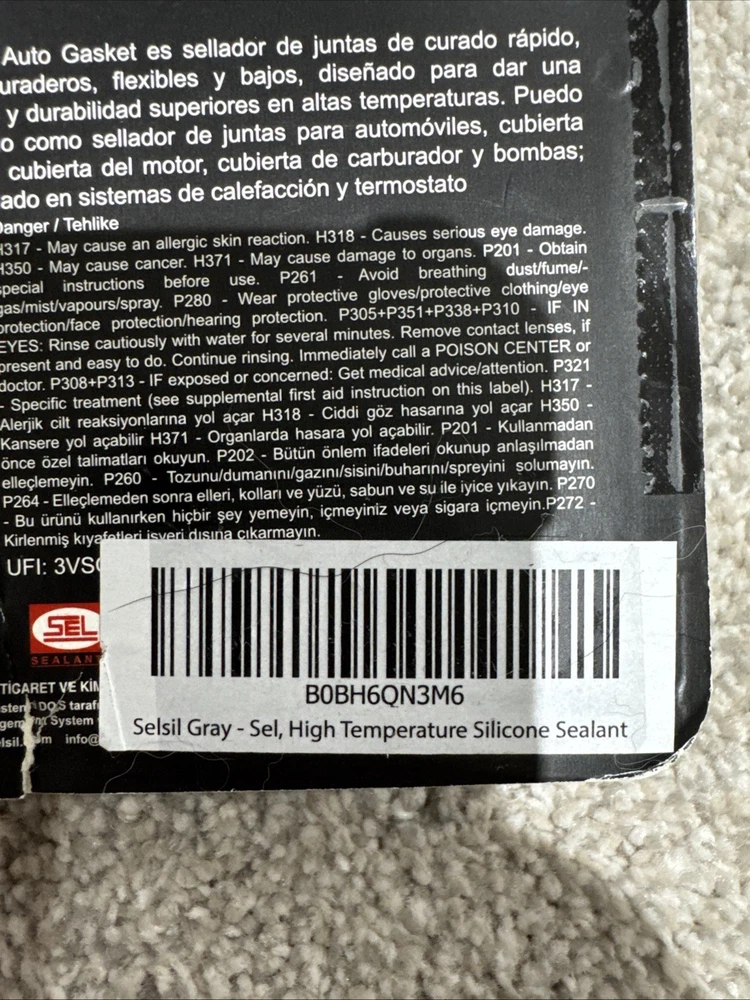 Auto Gasket es sellador de juntas de curado rápido,
uraderos, flexibles y bajos, diseñado para dar una
y durabilidad superiores en altas temperaturas. Puedo
o como sellador de juntas para automóviles, cubierta
cubierta del motor, cubierta de carburador y bombas;
ado en sistemas de calefacción y termostato
Danger / Tehlike
H317 - May cause an allergic skin reaction. H318 - Causes serious eye damage.
H350 - May cause cancer. H371 - May cause damage to organs. P201 - Obtain
special instructions before use. P261 - Avoid breathing dust/fume/-
gas/mist/vapours/spray. P280 - Wear protective gloves/protective clothing/eye
protection/face protection/hearing protection. P305+P351+P338+P310 - IF IN
EYES: Rinse cautiously with water for several minutes. Remove contact lenses, if
present and easy to do. Continue rinsing. Immediately call a POISON CENTER or
doctor. P308+P313 - IF exposed or concerned: Get medical advice/attention. P321
- Specific treatment (see supplemental first aid instruction on this label). H317 -
Alerjik cilt reaksiyonlarına yol açar H318 - Ciddi göz hasarına yol açar H350 -
Kansere yol açabilir H371 - Organlarda hasara yol açabilir. P201 - Kullanmadan
önce özel talimatları okuyun. P202 - Bütün önlem ifadeleri okunup anlaşılmadan
elleçlemeyin. P260 - Tozunu/dumanını/gazını/sisini/buharını/spreyini solumayın.
P264 - Elleçlemeden sonra elleri, kolları ve yüzü, sabun ve su ile iyice yıkayın. P270
- Bu ürünü kullanırken hiçbir şey yemeyin, içmeyiniz veya sigara içmeyin.P272 -
Kirlenmiş kıyafetleri işyeri dışına çıkarmayın.
UFI: 3VS
SEL
SEALANT
TİCARET VE KİM
DOS taraf
System
info@
B0BH6QN3M6
Selsil Gray - Sel, High Temperature Silicone Sealant